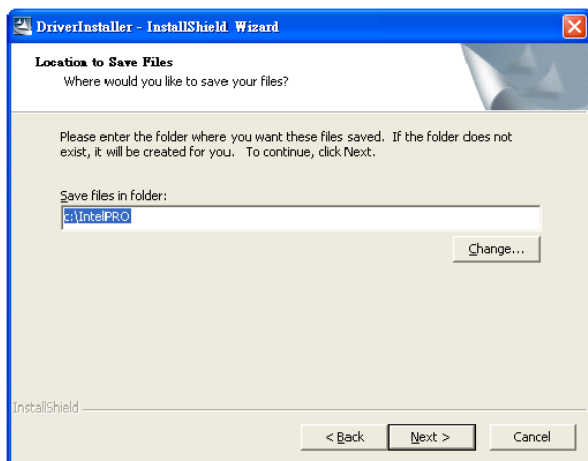 DriverInstaller - InstallShield Wizard
Location to Save Files
Where would you like to save your files?
Please enter the folder where you want these files saved.  If the folder does not
exist, it will be created for you.   To continue, click Next.
Save files in folder:
c:\IntelPRO
Change...
InstallShield
< Back
Next >
Cancel